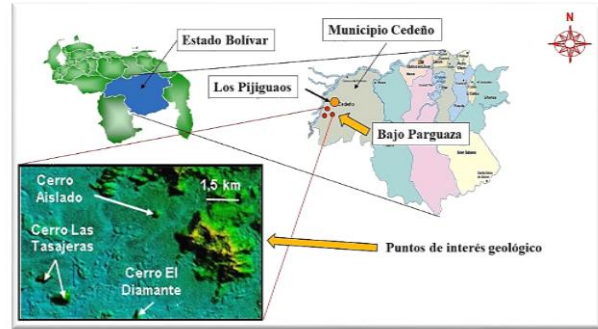 N
Estado Bolívar
Municipio Cedeño
Los Pijiguaos
Cedeño
Bajo Parguaza
Cerro
Aislado
1,5 km
Cerro Las
Tasajeras
Cerro El
Diamante
Puntos de interés geológico